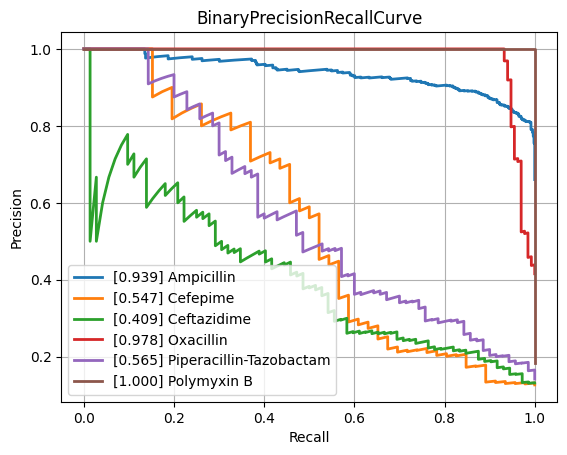 BinaryPrecisionRecallCurve
Precision
1.0
0.8
0.6
0.4
0.2
[0.939] Ampicillin
[0.547] Cefepime
[0.409] Ceftazidime
[0.978] Oxacillin
[0.565] Piperacillin-Tazobactam
[1.000] Polymyxin B
0.0 0.2 0.4 0.6 0.8 1.0
Recall